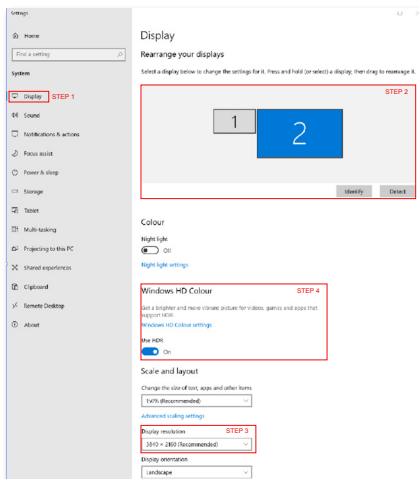 Settings
Home
Find a setting
System
Display STEP 1
Sound
Notifications & actions
Focus assist
Power & sleep
Storage
Tablet
Multi-tasking
Projecting to this PC
Shared experiences
Clipboard
Remote Desktop
About
Display
Rearrange your displays
Select a display below to change the settings for it. Press and hold (or select) a display, then drag to rearrange it.
STEP 2
1 2
Identify Detect
Colour
Night light
Off
Night light settings
Windows HD Colour STEP 4
Get a brighter and more vibrant picture for videos, games and apps that
support HDR.
Windows HD Colour settings
Use HDR
On
Scale and layout
Change the size of text, apps and other items
150% (Recommended)
Advanced scaling settings
Display resolution STEP 3
3840 × 2160 (Recommended)
Display orientation
Landscape